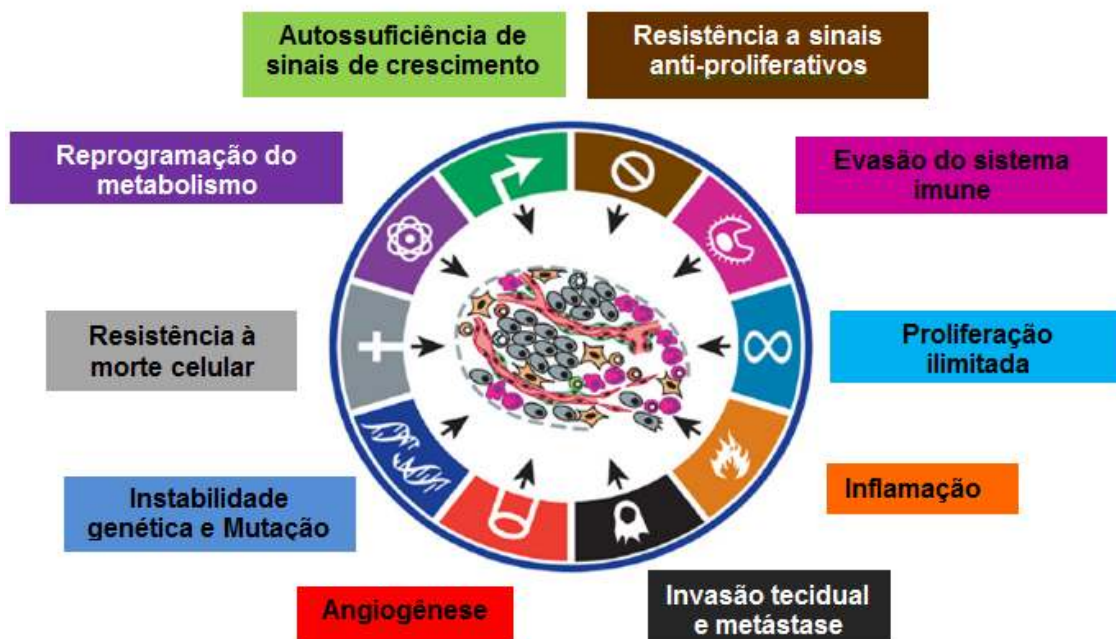 Autossuficiência de
sinais de crescimento
Resistência a sinais
anti-proliferativos
Reprogramação do
metabolismo
Evasão do sistema
imune
Resistência à
morte celular
Proliferação
ilimitada
Instabilidade
genética e Mutação
Inflamação
Angiogênese
Invasão tecidual
e metástase